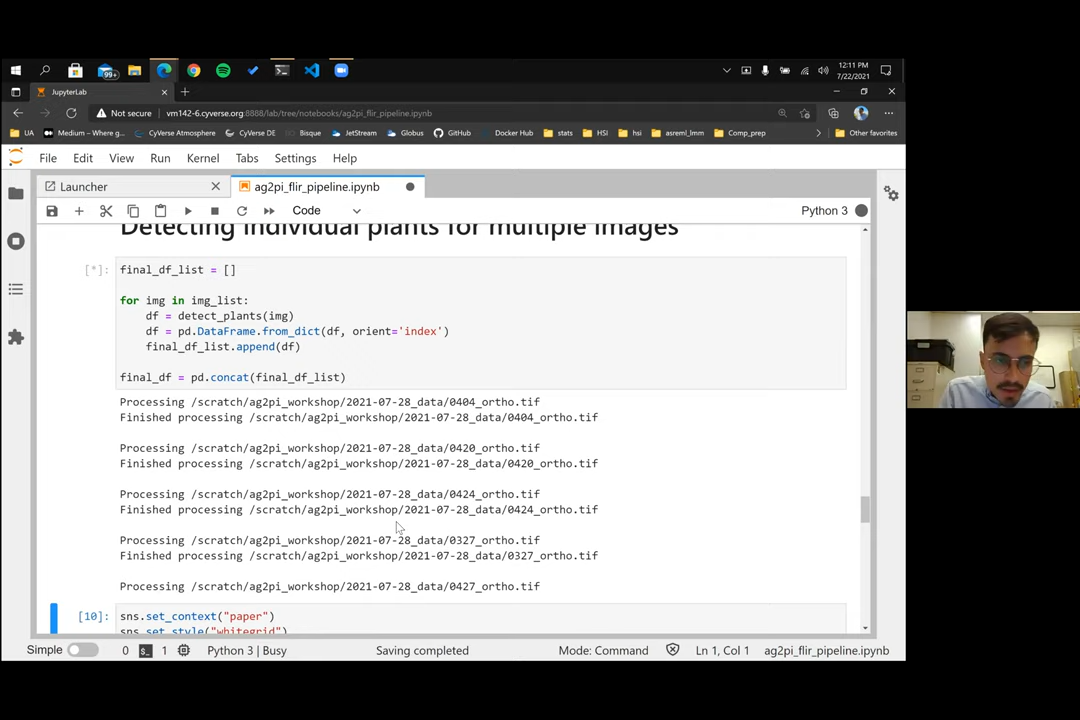 99+
12:11 PM
7/22/2021
JupyterLab
Not secure
vm142-6.cyverse.org:8888/lab/tree/notebooks/ag2pi_flir_pipeline.ipynb
UA
Medium – Where g...
CyVerse Atmosphere
CyVerse DE
Bisque
JetStream
Globus
GitHub
Docker Hub
stats
HSI
hsi
asreml_lmm
Comp_prep
Other favorites
File
Edit
View
Run
Kernel
Tabs
Settings
Help
Launcher
ag2pi_flir_pipeline.ipynb
Code
Python 3
Detecting individual plants for multiple images
[*]:
final_df_list = []
for img in img_list:
df = detect_plants(img)
df = pd.DataFrame.from_dict(df, orient='index')
final_df_list.append(df)
final_df = pd.concat(final_df_list)
Processing /scratch/ag2pi_workshop/2021-07-28_data/0404_ortho.tif
Finished processing /scratch/ag2pi_workshop/2021-07-28_data/0404_ortho.tif
Processing /scratch/ag2pi_workshop/2021-07-28_data/0420_ortho.tif
Finished processing /scratch/ag2pi_workshop/2021-07-28_data/0420_ortho.tif
Processing /scratch/ag2pi_workshop/2021-07-28_data/0424_ortho.tif
Finished processing /scratch/ag2pi_workshop/2021-07-28_data/0424_ortho.tif
Processing /scratch/ag2pi_workshop/2021-07-28_data/0327_ortho.tif
Finished processing /scratch/ag2pi_workshop/2021-07-28_data/0327_ortho.tif
Processing /scratch/ag2pi_workshop/2021-07-28_data/0427_ortho.tif
[10]:
sns.set_context("paper")
sns.set_style("whitegrid")
Simple
0
1
Python 3 | Busy
Saving completed
Mode: Command
Ln 1, Col 1
ag2pi_flir_pipeline.ipynb